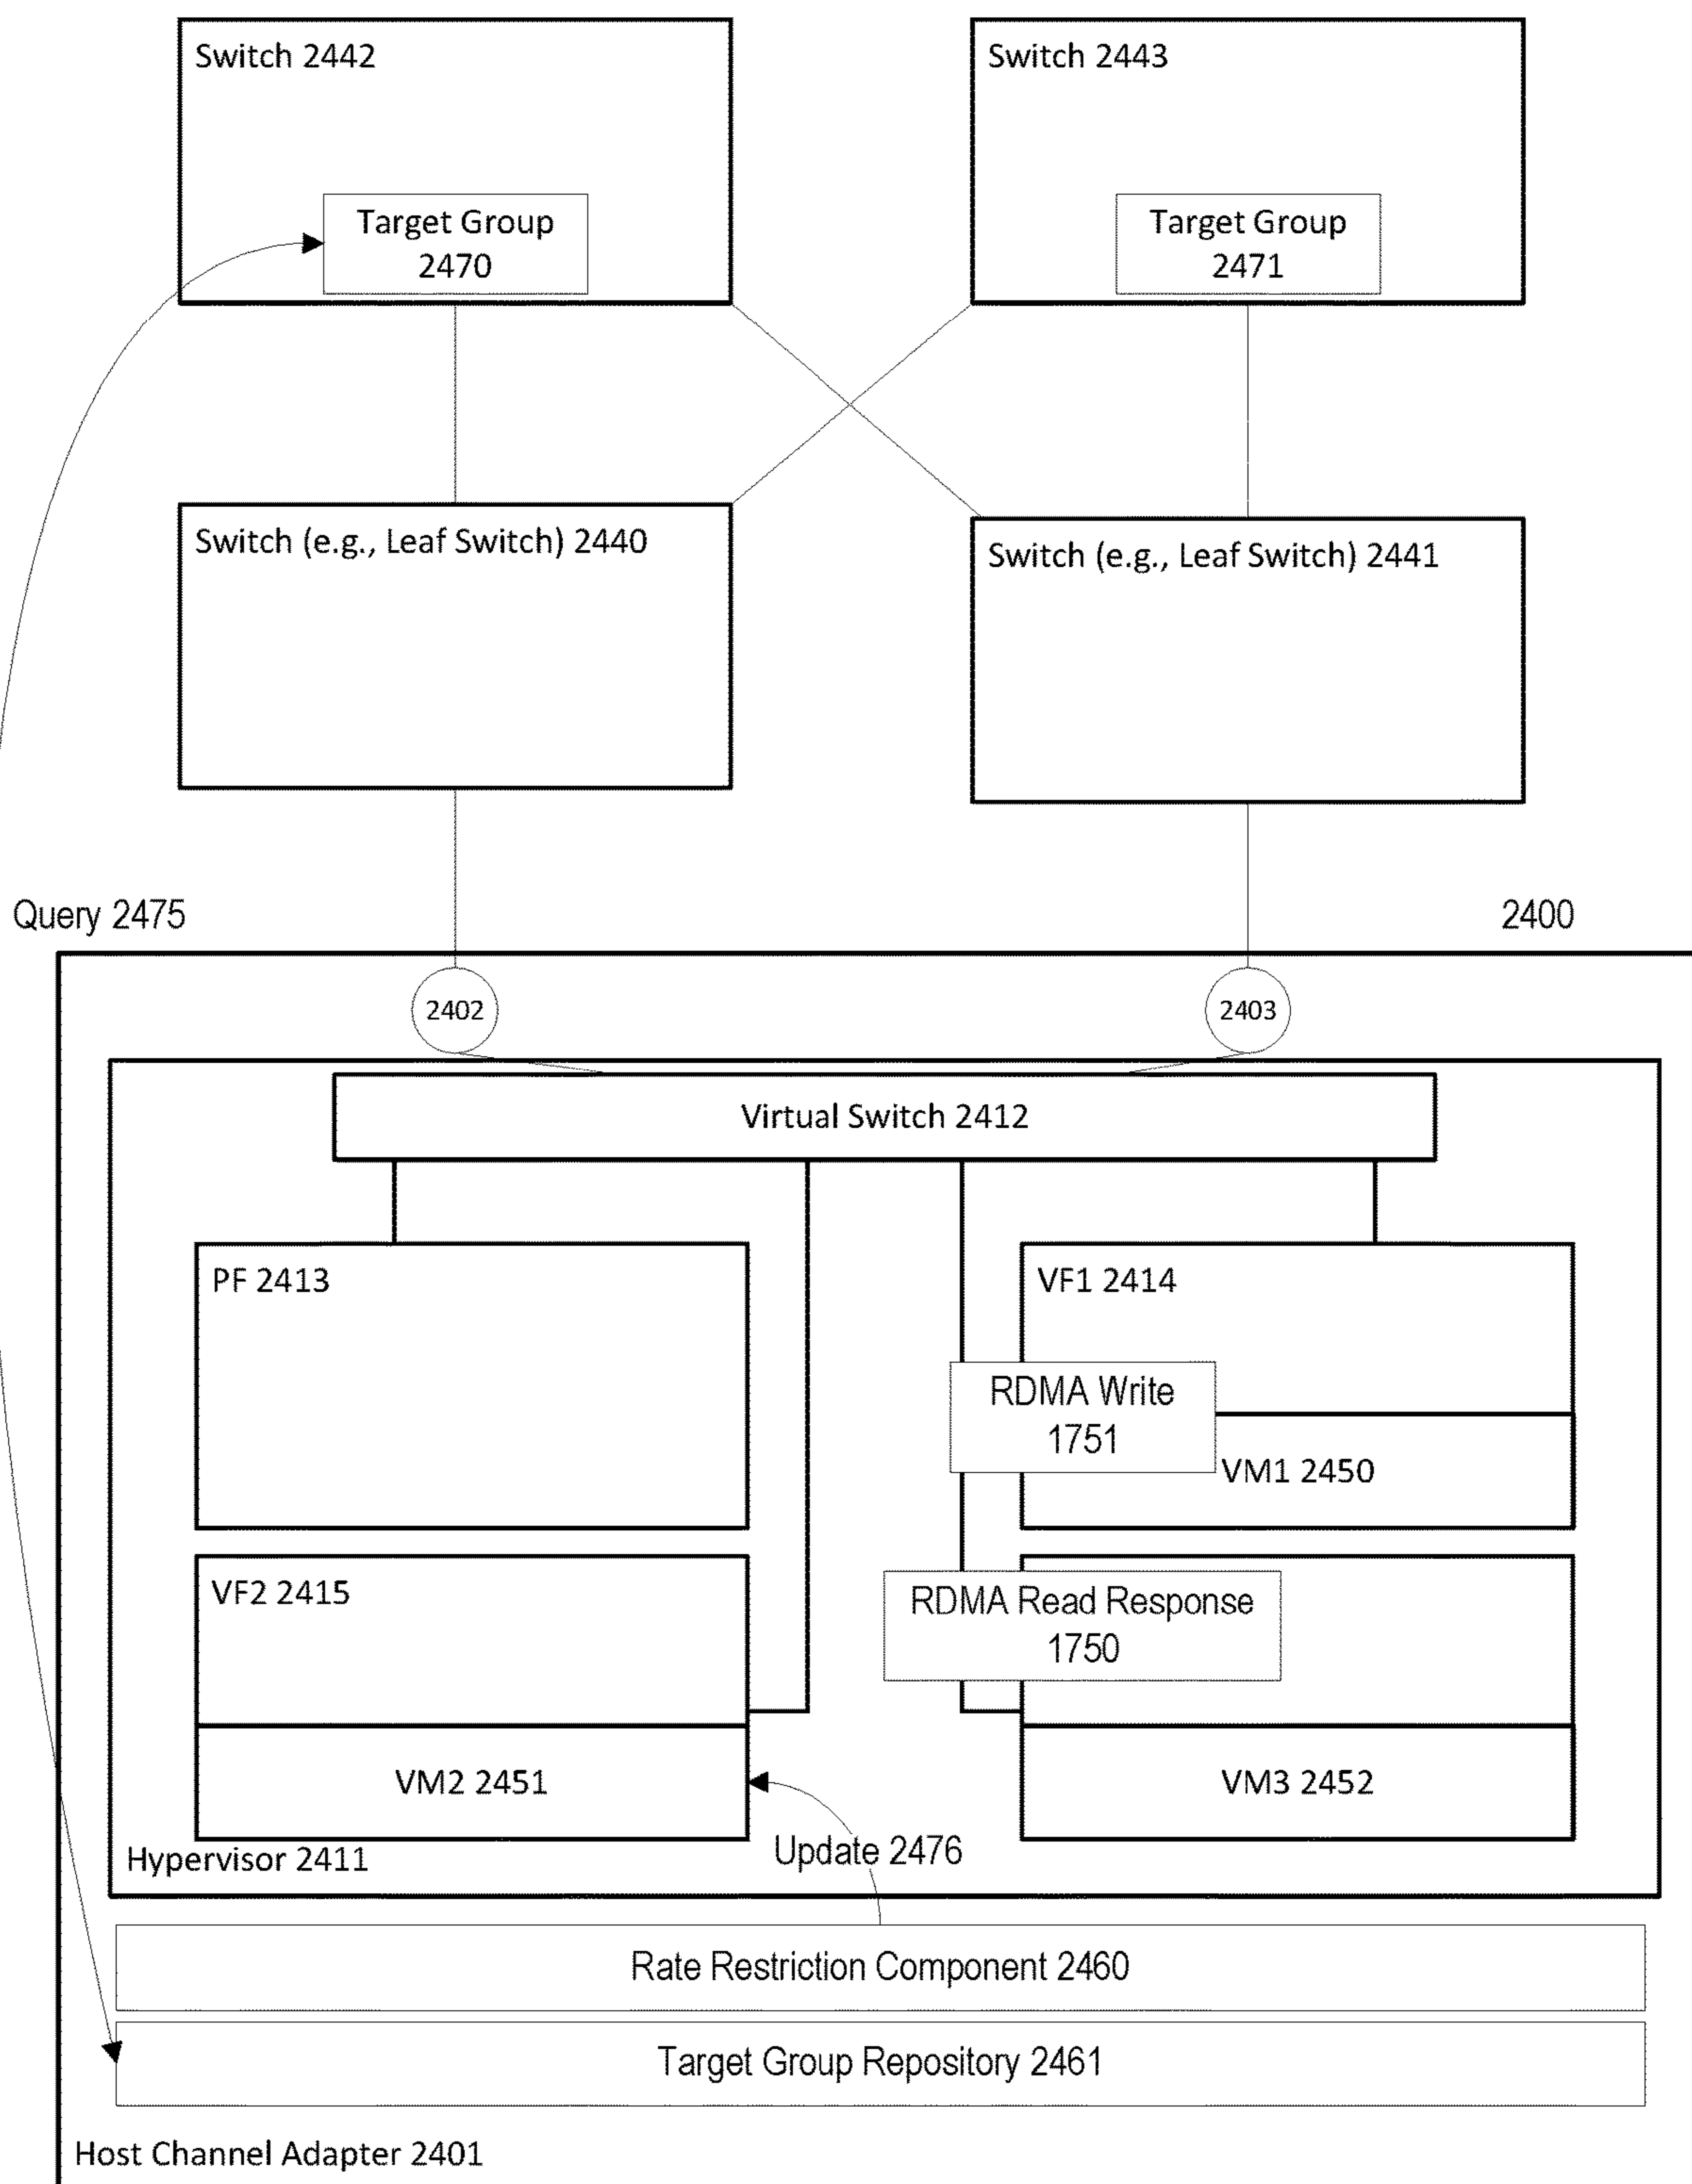 Switch 2442
Switch 2443
Target Group
2470
Target Group
2471
Switch (e.g., Leaf Switch) 2440
Switch (e.g., Leaf Switch) 2441
Query 2475
2400
2402
2403
Virtual Switch 2412
PF 2413
VF1 2414
RDMA Write
1751
VM1 2450
VF2 2415
RDMA Read Response
1750
VM2 2451
VM3 2452
Update 2476
Hypervisor 2411
Rate Restriction Component 2460
Target Group Repository 2461
Host Channel Adapter 2401